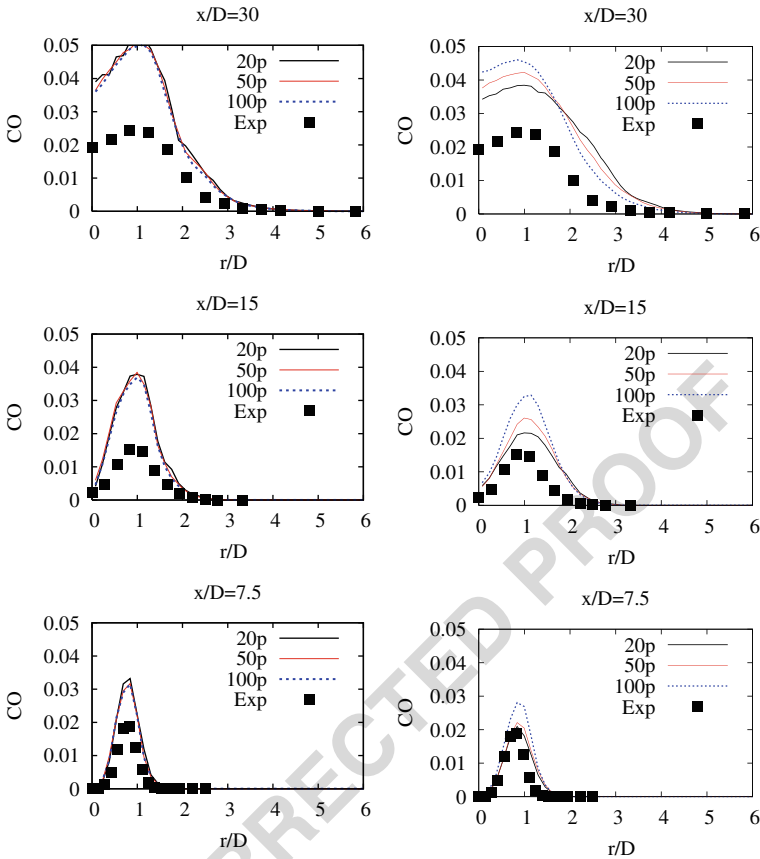 x/D=30
0.05
0.04
0.03
0.02
0.01
0
CO
20p
50p
100p
Exp
0 1 2 3 4 5 6
r/D
x/D=30
0.05
0.04
0.03
0.02
0.01
0
CO
20p
50p
100p
Exp
0 1 2 3 4 5 6
r/D
x/D=15
0.05
0.04
0.03
0.02
0.01
0
CO
20p
50p
100p
Exp
0 1 2 3 4 5 6
r/D
x/D=15
0.05
0.04
0.03
0.02
0.01
0
CO
20p
50p
100p
Exp
0 1 2 3 4 5 6
r/D
x/D=7.5
0.05
0.04
0.03
0.02
0.01
0
CO
20p
50p
100p
Exp
0 1 2 3 4 5 6
r/D
x/D=7.5
0.05
0.04
0.03
0.02
0.01
0
CO
20p
50p
100p
Exp
0 1 2 3 4 5 6
r/D
RECTED PROOF